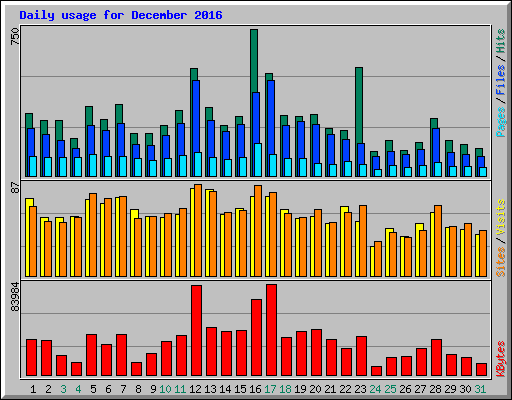 Daily usage for December 2016
750
Pages / Files / Hits
87
Sites / Visits
83984
KBytes
1 2 3 4 5 6 7 8 9 10 11 12 13 14 15 16 17 18 19 20 21 22 23 24 25 26 27 28 29 30 31